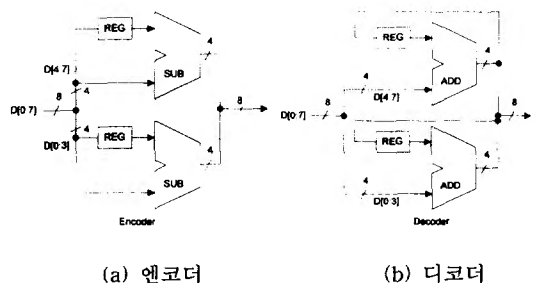 REG
4
D[4 7]
SUB
8
4
8
D[0 7]
4
REG
D[0 3]
4
SUB
Encoder
REG
4
4
ADD
8
D[4 7]
8
D[0 7]
REG
4
4
ADD
D[0 3]
Decoder
(a) 엔코더
(b) 디코더